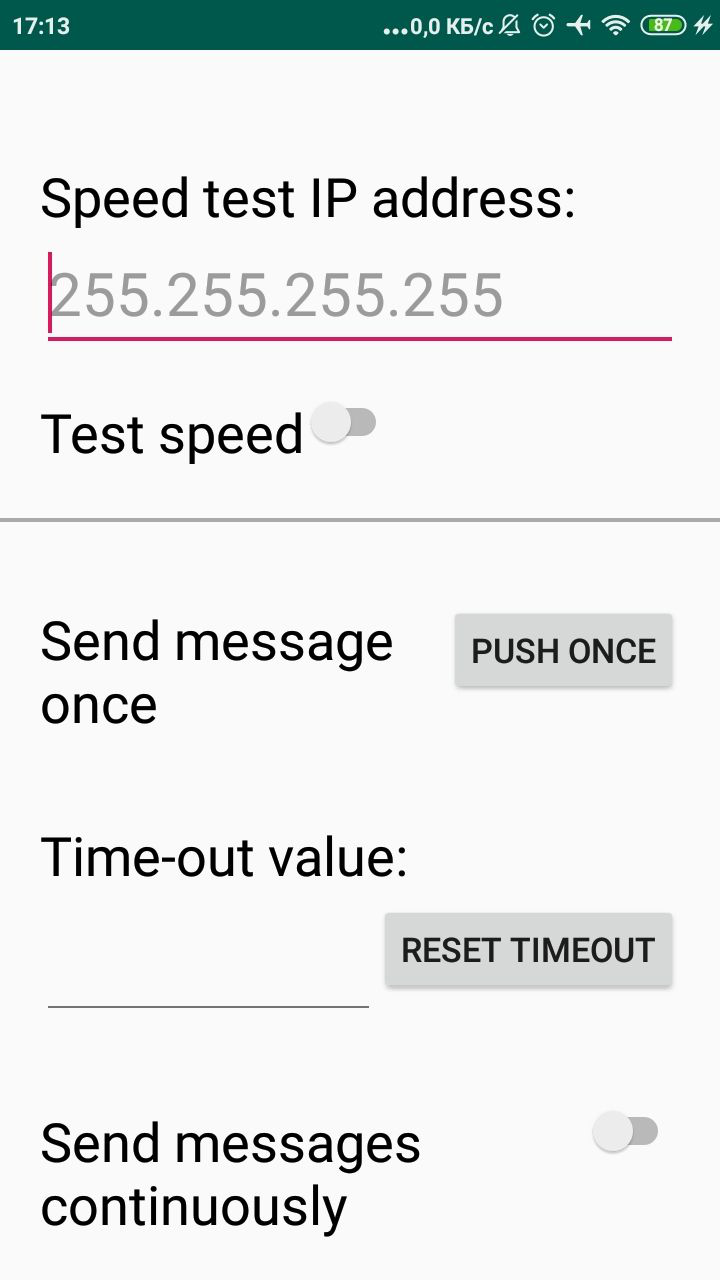 17:13 ...0,0 КБ/с 87
Speed test IP address:
255.255.255.255
Test speed
Send message
once
PUSH ONCE
Time-out value:
RESET TIMEOUT
Send messages
continuously